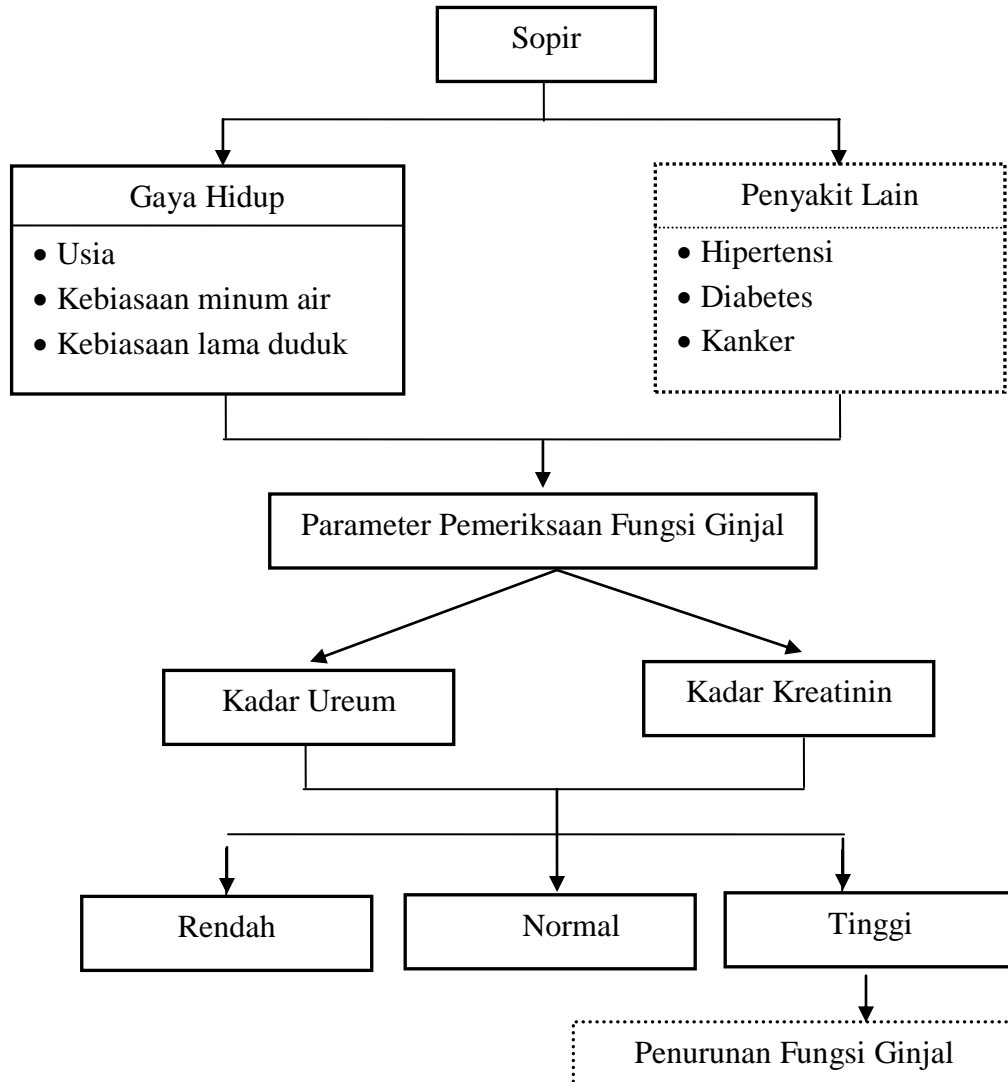 Sopir
Gaya Hidup
• Usia
• Kebiasaan minum air
• Kebiasaan lama duduk
Penyakit Lain
• Hipertensi
• Diabetes
• Kanker
Parameter Pemeriksaan Fungsi Ginjal
Kadar Ureum
Kadar Kreatinin
Rendah
Normal
Tinggi
Penurunan Fungsi Ginjal